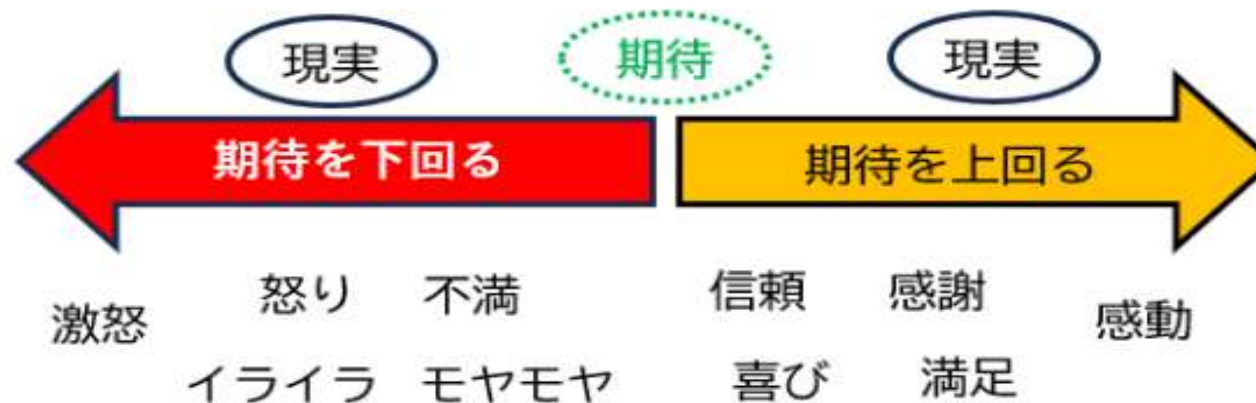 現実 期待 現実
期待を下回る 期待を上回る
怒り 不満 信頼 感謝
激怒 感動
イライラ モヤモヤ 喜び 満足